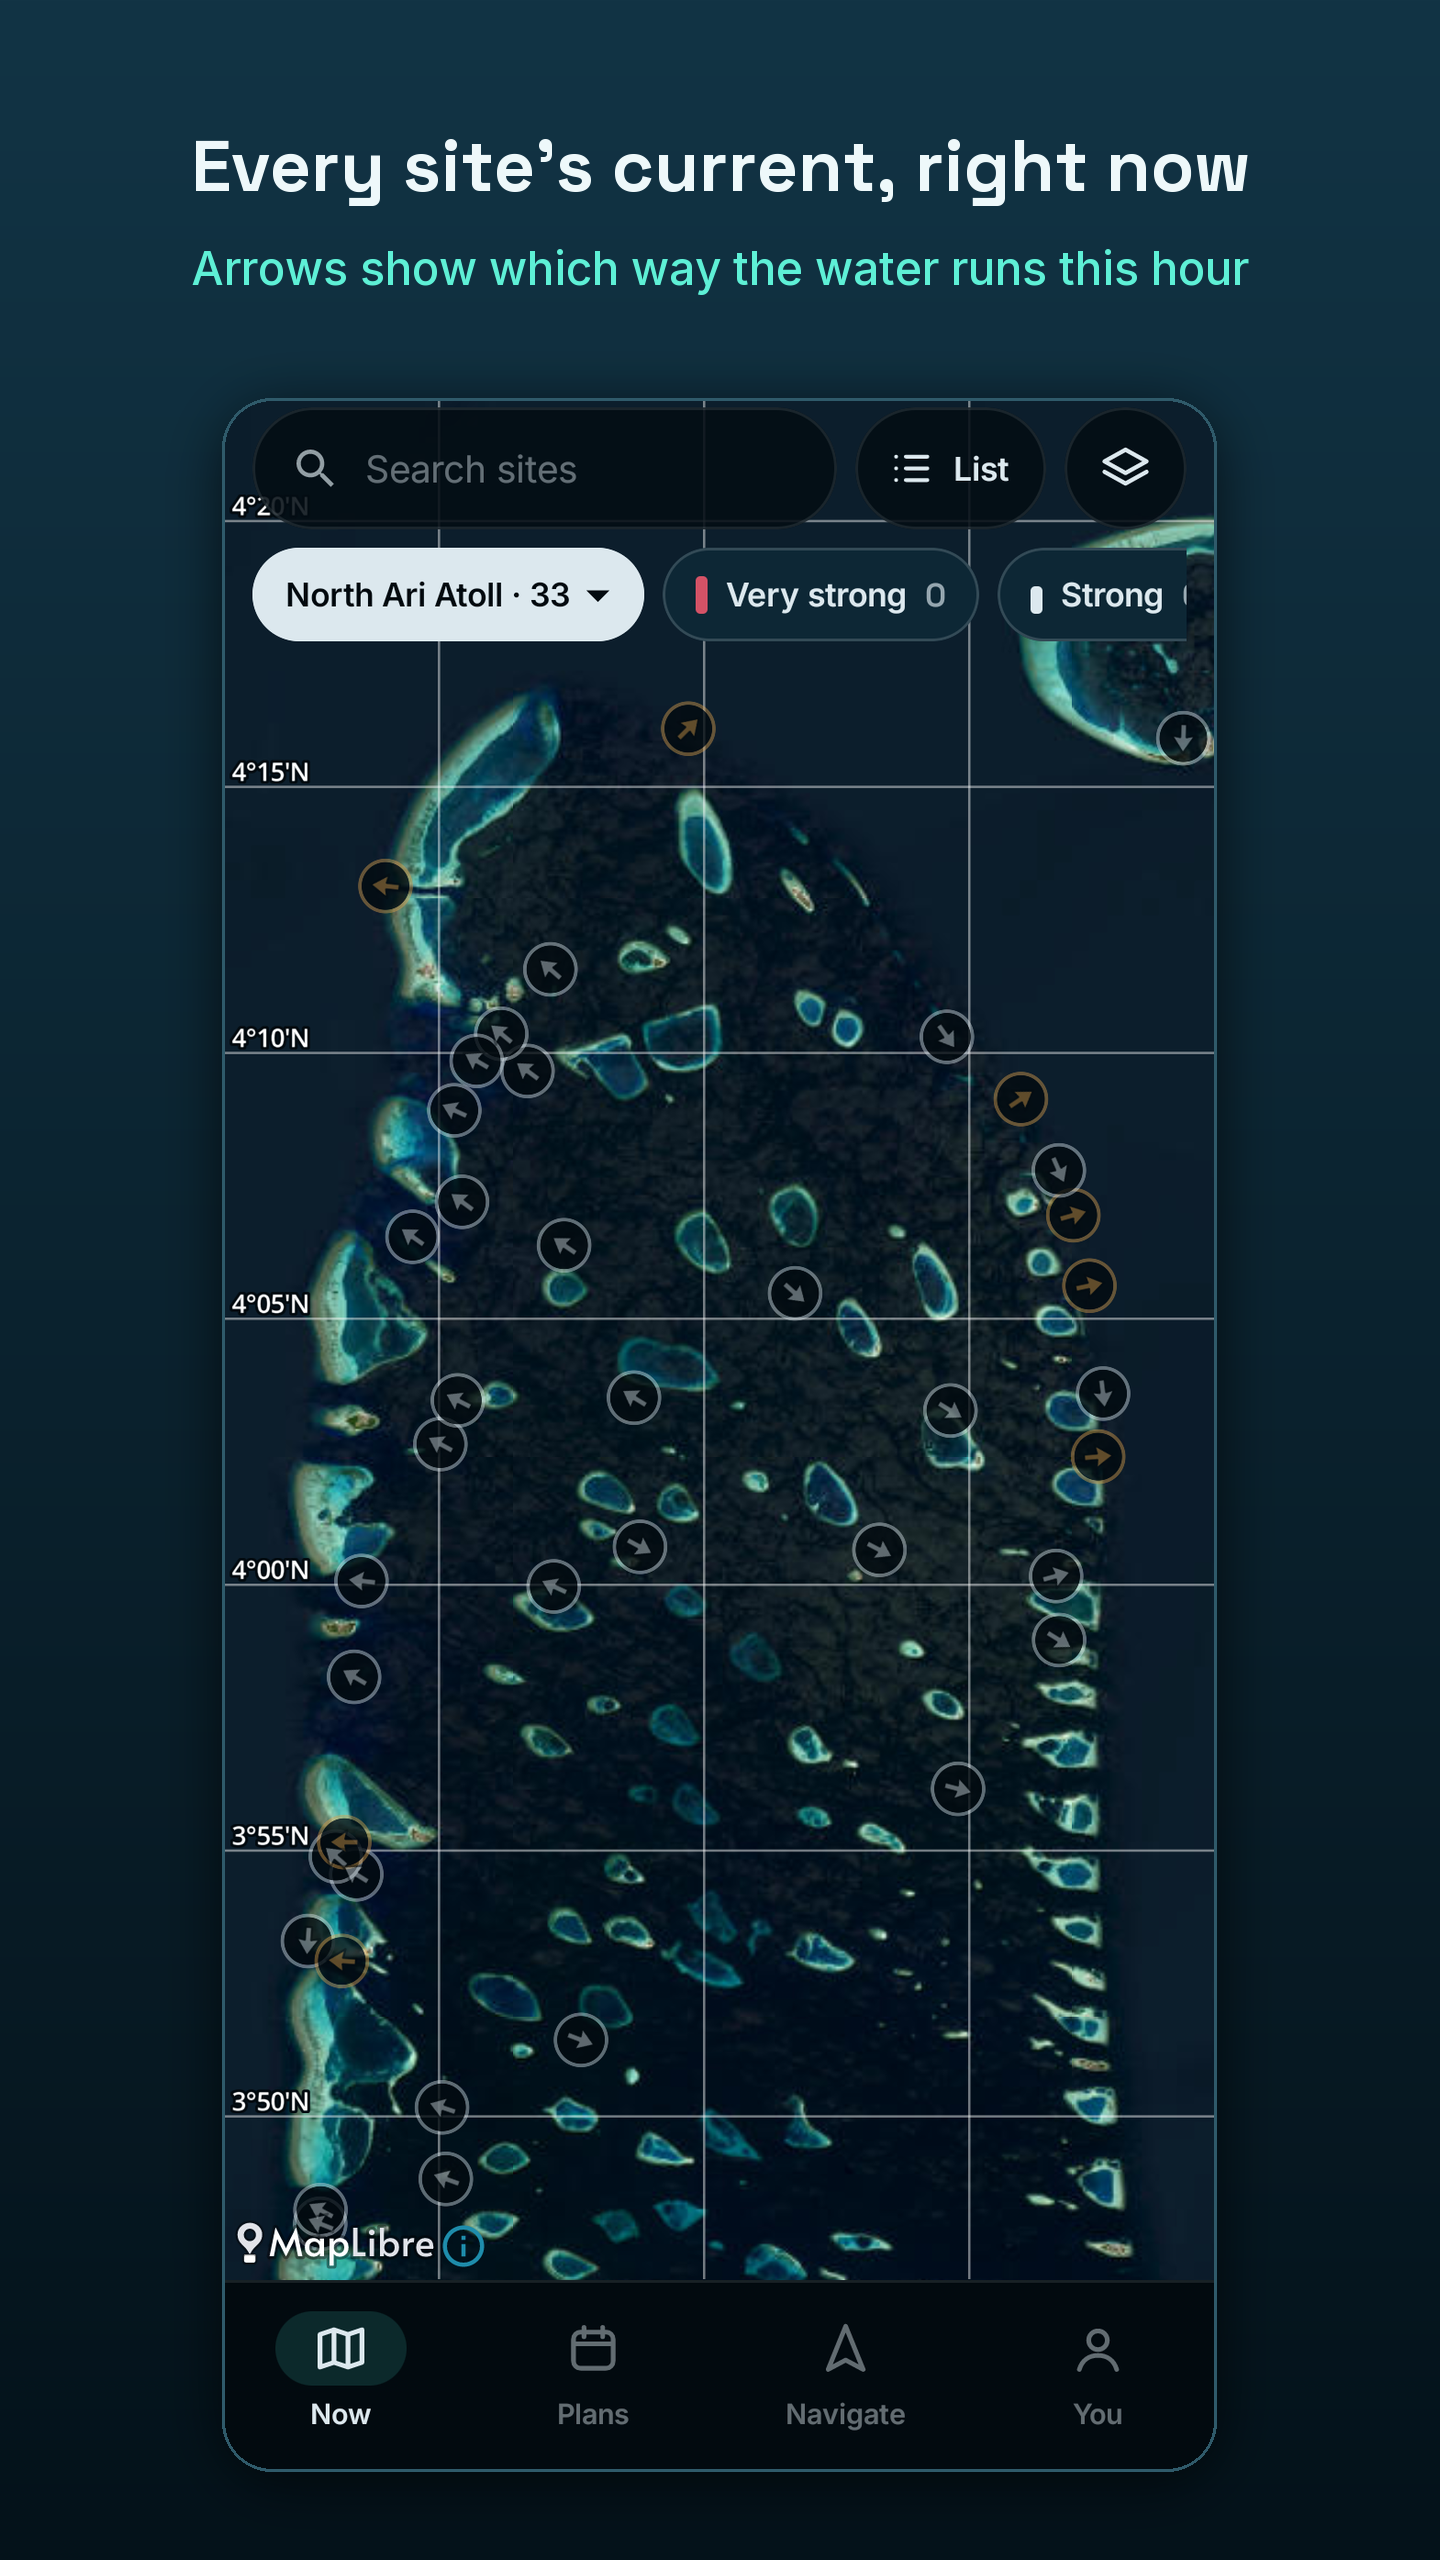 Every site’s current, right now
Arrows show which way the water runs this hour
Search sites
List
4°20'N
North Ari Atoll · 33
Very strong 0
Strong
4°15'N
4°10'N
4°05'N
4°00'N
3°55'N
3°50'N
MapLibre
Now
Plans
Navigate
You